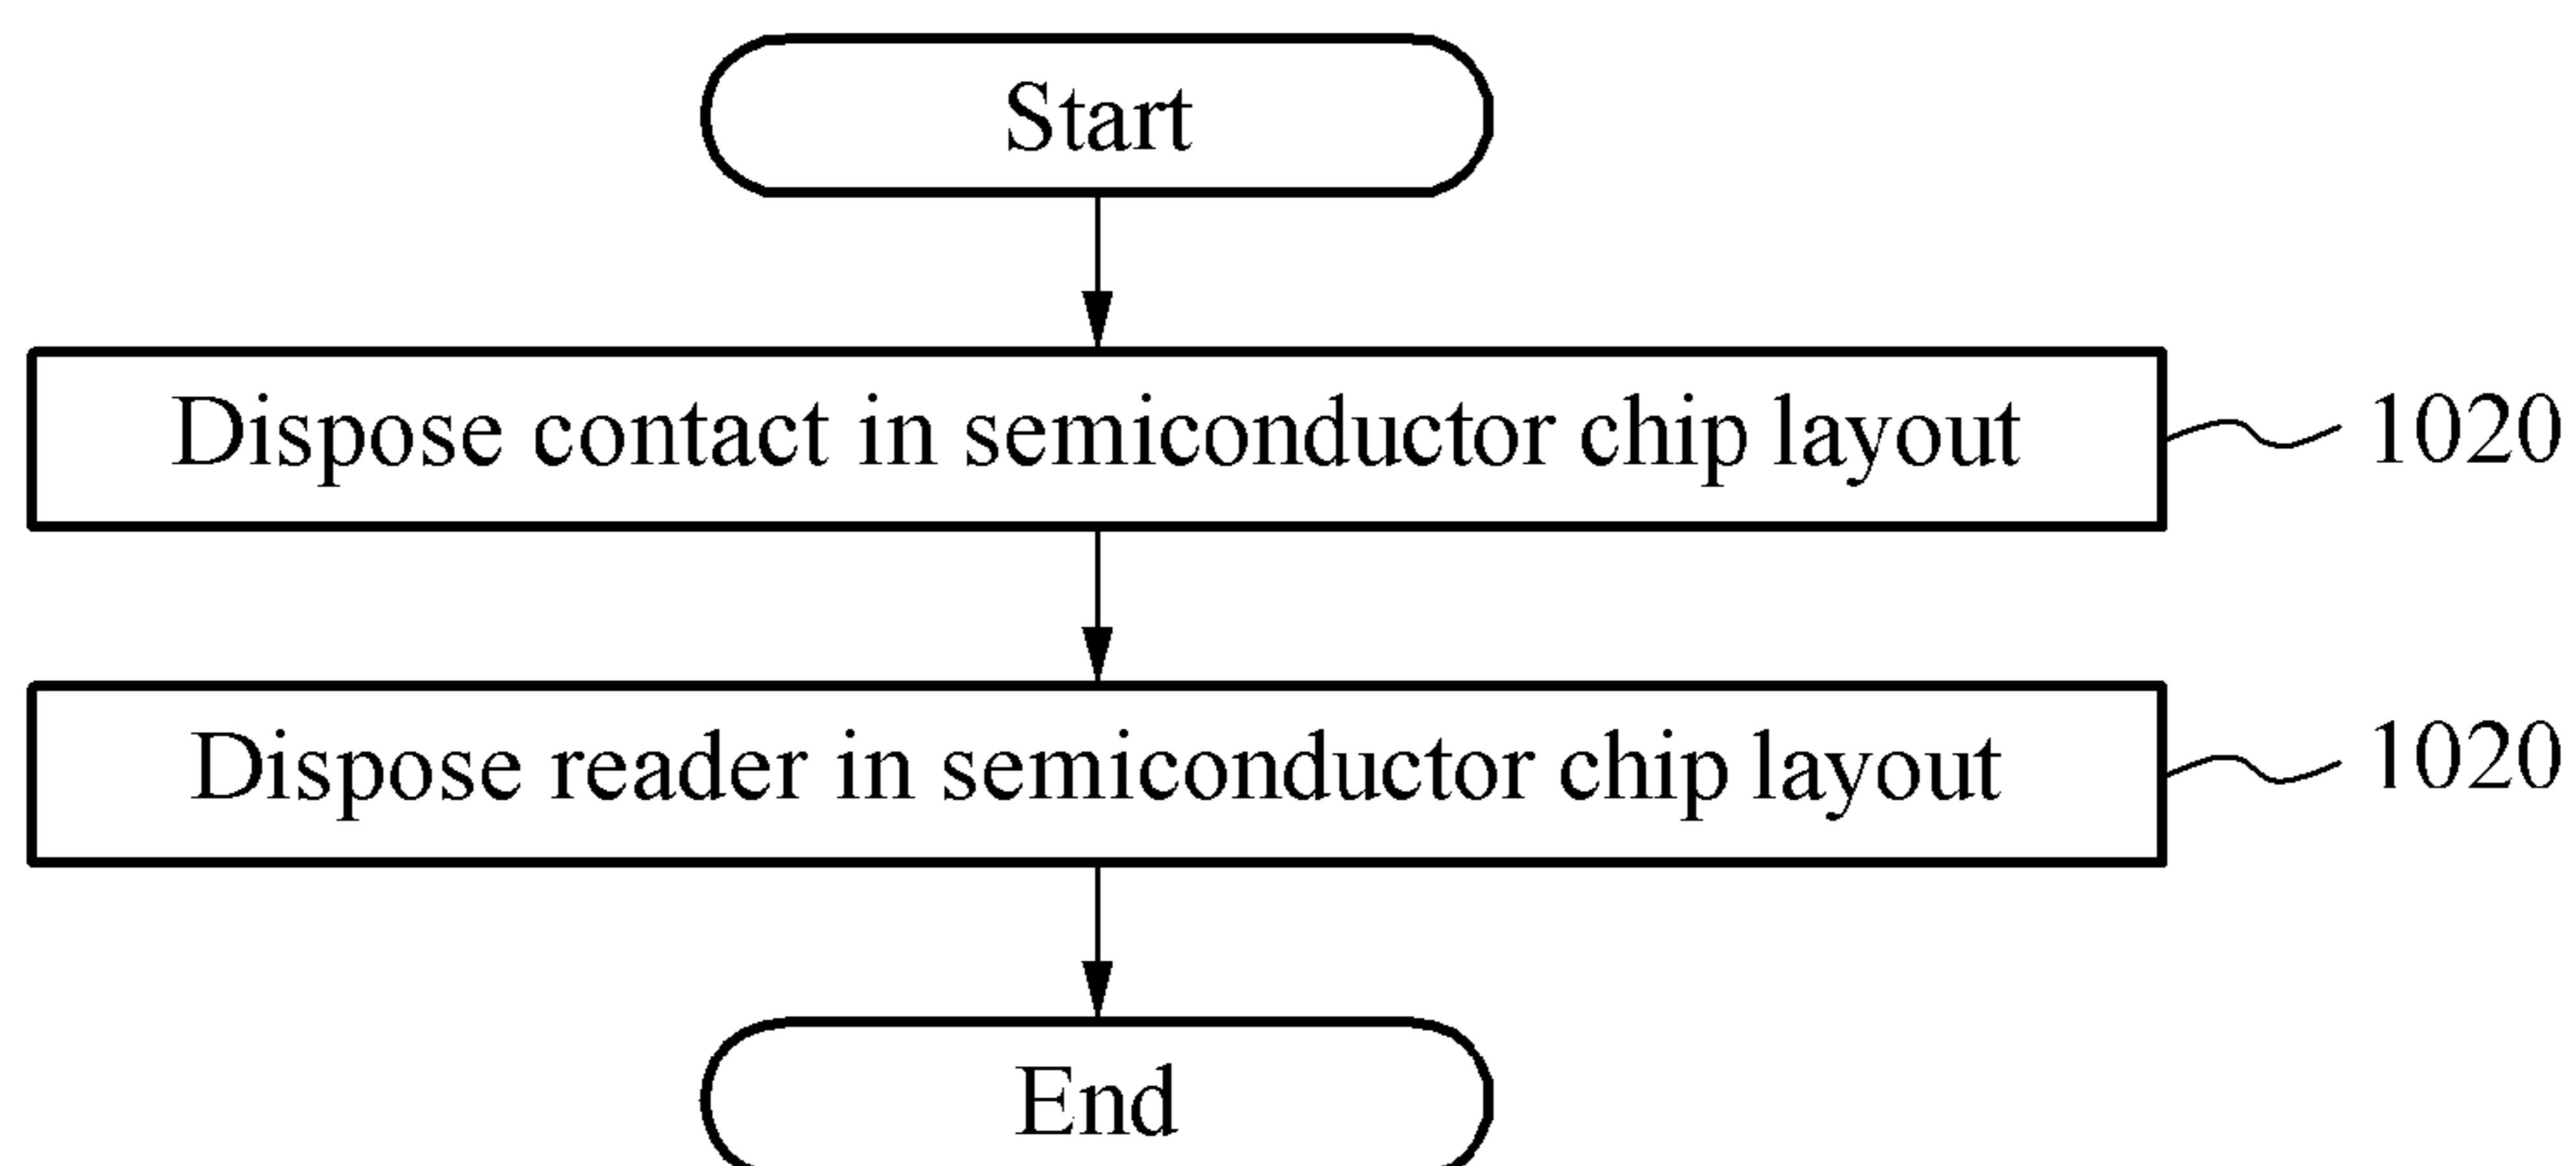 Start
Dispose contact in semiconductor chip layout 1020
Dispose reader in semiconductor chip layout 1020
End